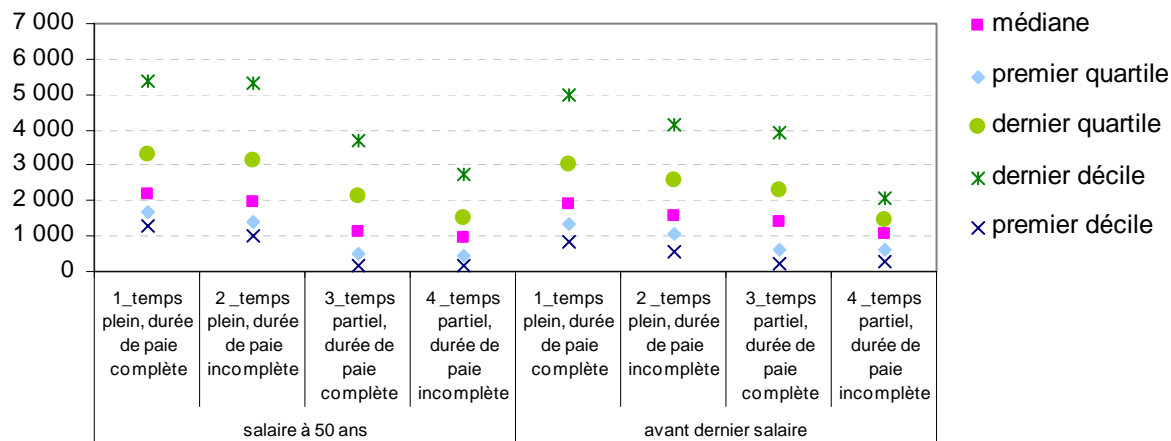 7 000
6 000
5 000
4 000
3 000
2 000
1 000
0
médiane
premier quartile
dernier quartile
dernier décile
premier décile
1_temps
plein, durée
de paie
complète
2 _temps
plein, durée
de paie
incomplète
3_temps
partiel,
durée de
paie
complète
4 _temps
partiel,
durée de
paie
incomplète
1_temps
plein, durée
de paie
complète
2 _temps
plein, durée
de paie
incomplète
3_temps
partiel,
durée de
paie
complète
4 _temps
partiel,
durée de
paie
incomplète
salaire à 50 ans
avant dernier salaire